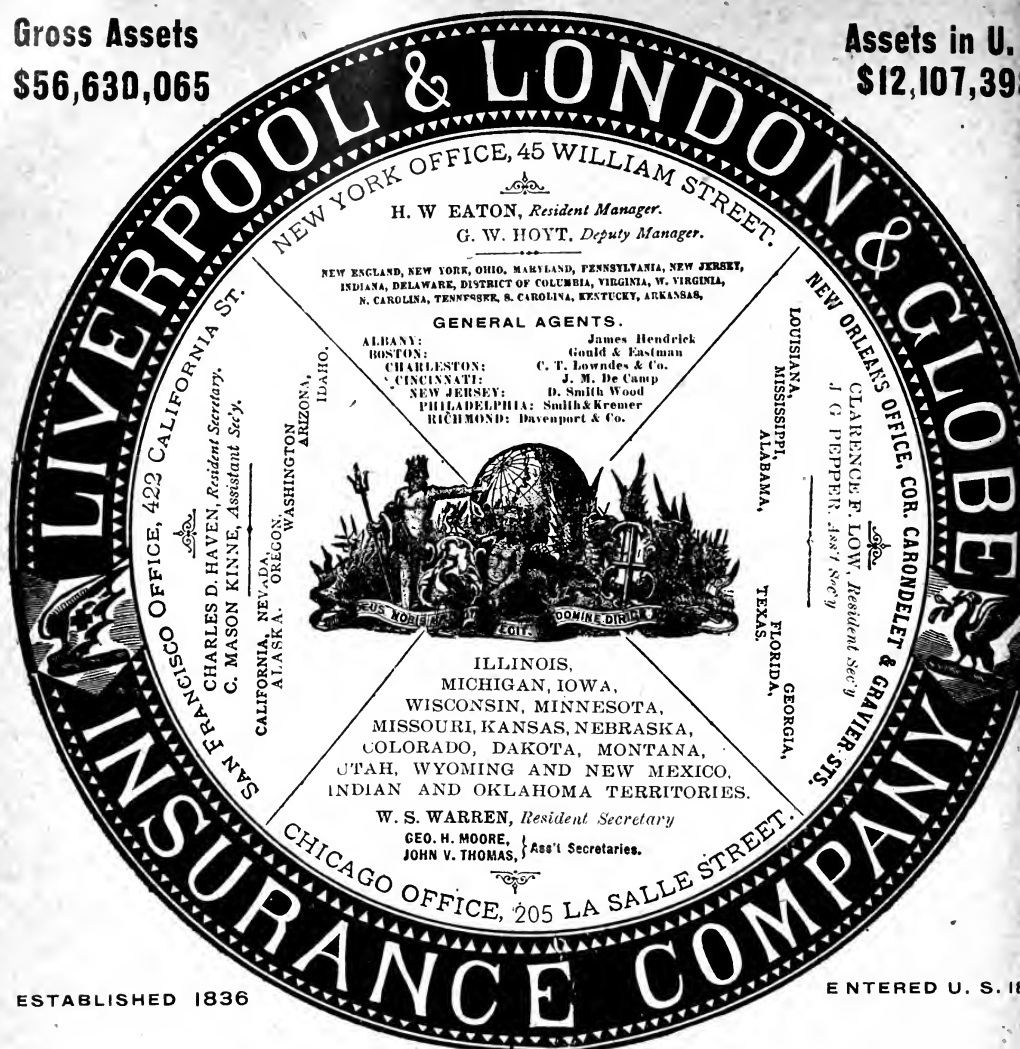 Gross Assets
$56,630,065
Assets in U.
$12,107,39
LIVERPOOL & LONDON & GLOBE
INSURANCE COMPANY
NEW YORK OFFICE, 45 WILLIAM STREET.
H. W EATON, Resident Manager.
G. W. HOYT, Deputy Manager.
NEW ENGLAND, NEW YORK, OHIO, MARYLAND, PENNSYLVANIA, NEW JERSEY,
INDIANA, DELAWARE, DISTRICT OF COLUMBIA, VIRGINIA, W. VIRGINIA,
N. CAROLINA, TENNESSEE, S. CAROLINA, KENTUCKY, ARKANSAS,
GENERAL AGENTS.
ALBANY: James Hendrick
BOSTON: Gould & Eastman
CHARLESTON: C. T. Lowndes & Co.
CINCINNATI: J. M. De Camp
NEW JERSEY: D. Smith Wood
PHILADELPHIA: Smith & Kremer
RICHMOND: Davenport & Co.
SAN FRANCISCO OFFICE, 422 CALIFORNIA ST.
CHARLES D. HAVEN, Resident Secretary.
C. MASON KINNE, Assistant Sec'y.
CALIFORNIA, NEVADA,
ALASKA. OREGON,
WASHINGTON
ARIZONA,
IDAHO.
NEW ORLEANS OFFICE, COR. CARONDELET & GRAVIER STS.
CLARENCE F. LOW, Resident Sec'y
J G PEPPER, Ass't Sec'y
LOUISIANA,
MISSISSIPPI,
ALABAMA,
GEORGIA,
FLORIDA,
TEXAS.
EUS NOBIS EDIT. DOMINE DIRIG
ILLINOIS,
MICHIGAN, IOWA,
WISCONSIN, MINNESOTA,
MISSOURI, KANSAS, NEBRASKA,
COLORADO, DAKOTA, MONTANA,
UTAH, WYOMING AND NEW MEXICO,
INDIAN AND OKLAHOMA TERRITORIES.
W. S. WARREN, Resident Secretary
GEO. H. MOORE,
JOHN V. THOMAS, } Ass't Secretaries.
CHICAGO OFFICE, 205 LA SALLE STREET.
ESTABLISHED 1836
ENTERED U. S. 18